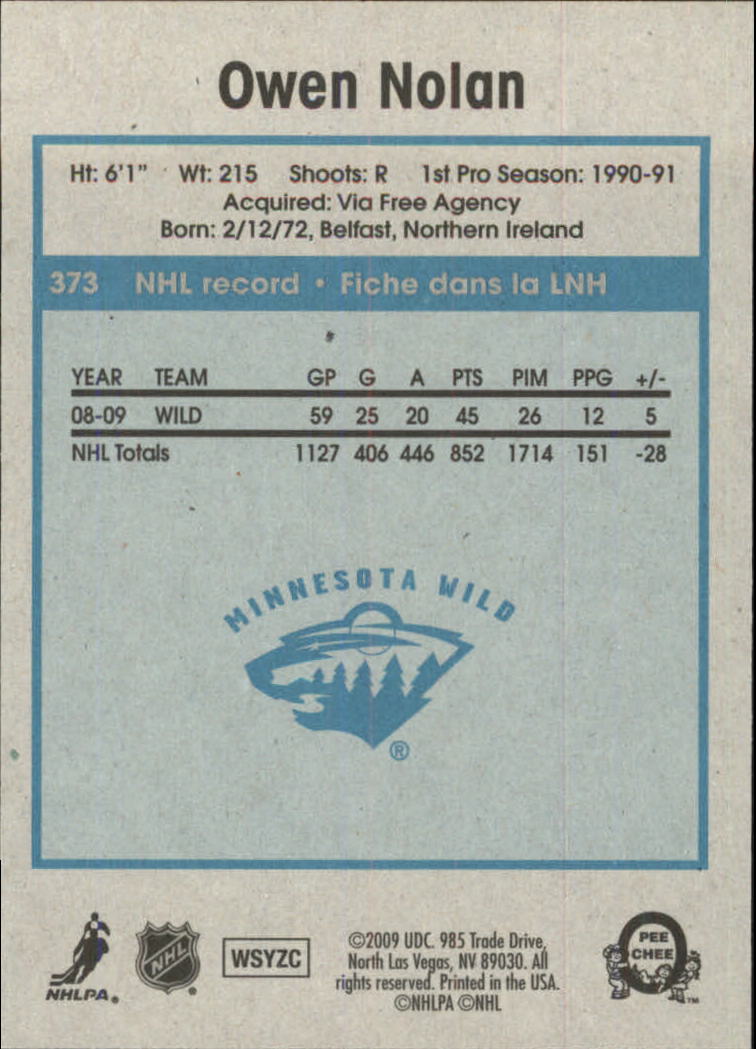 Owen Nolan
Ht: 6'1" Wt: 215 Shoots: R 1st Pro Season: 1990-91
Acquired: Via Free Agency
Born: 2/12/72, Belfast, Northern Ireland
373 NHL record • Fiche dans la LNH
YEAR TEAM GP G A PTS PIM PPG +/-
08-09 WILD 59 25 20 45 26 12 5
NHL Totals 1127 406 446 852 1714 151 -28
MINNESOTA WILD
®
NHLPA®
NHL
WSYZC
©2009 UDC. 985 Trade Drive,
North Las Vegas, NV 89030. All
rights reserved. Printed in the USA.
©NHLPA ©NHL
O
PEE
CHEE
™